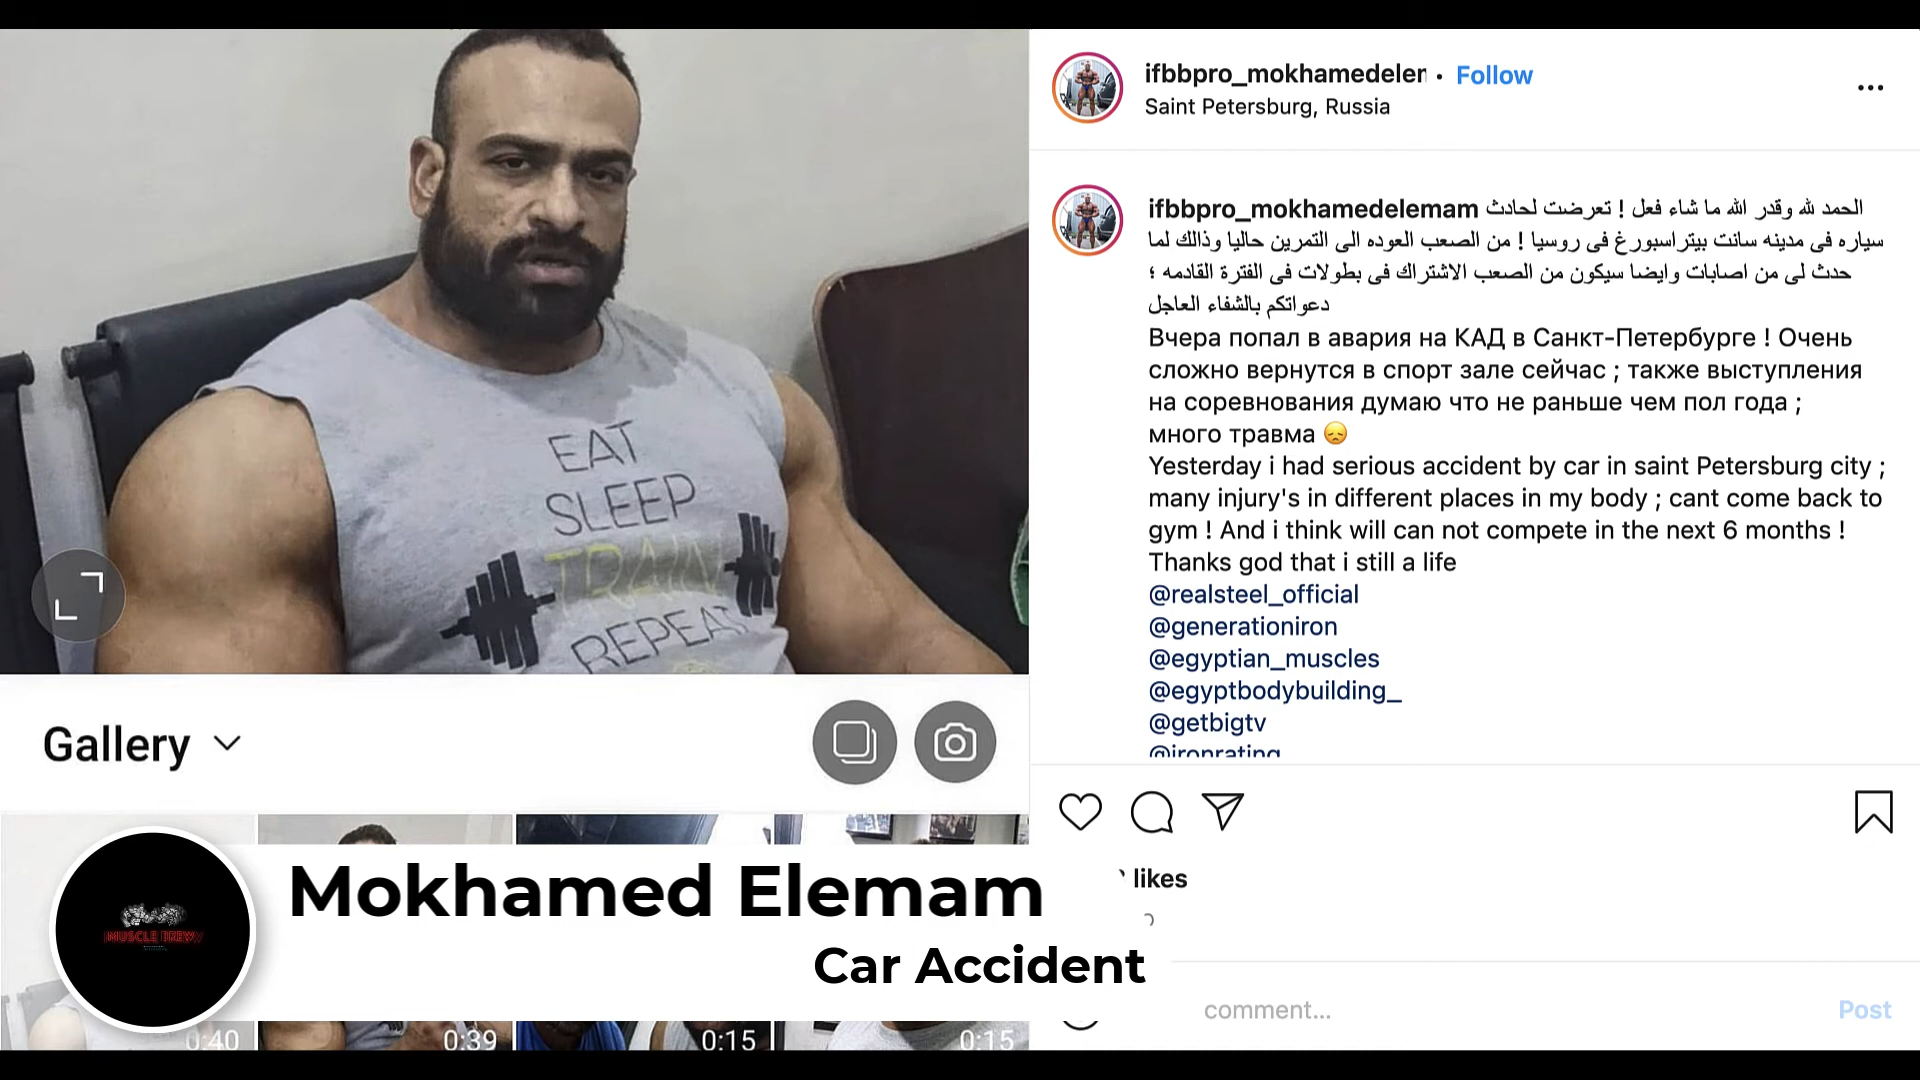 EAT
SLEEP
TRAIN
REPEAT
Gallery
0:40
0:39
0:15
0:15
MUSCLE BREW
Mokhamed Elemam
Car Accident
ifbbpro_mokhamedeler • Follow
Saint Petersburg, Russia
ifbbpro_mokhamedelemam الحمد لله وقدر الله ما شاء فعل ! تعرضت لحادث
سياره فى مدينه سانت بيتراسبورغ فى روسيا ! من الصعب العوده الى التمرين حاليا وذالك لما
حدث لى من اصابات وايضا سيكون من الصعب الاشتراك فى بطولات فى الفترة القادمه ؛
دعواتكم بالشفاء العاجل
Вчера попал в авария на КАД в Санкт-Петербурге ! Очень
сложно вернутся в спорт зале сейчас ; также выступления
на соревнования думаю что не раньше чем пол года ;
много травма 😞
Yesterday i had serious accident by car in saint Petersburg city ;
many injury's in different places in my body ; cant come back to
gym ! And i think will can not compete in the next 6 months !
Thanks god that i still a life
@realsteel_official
@generationiron
@egyptian_muscles
@egyptbodybuilding_
@getbigtv
@ironrating
likes
comment...
Post